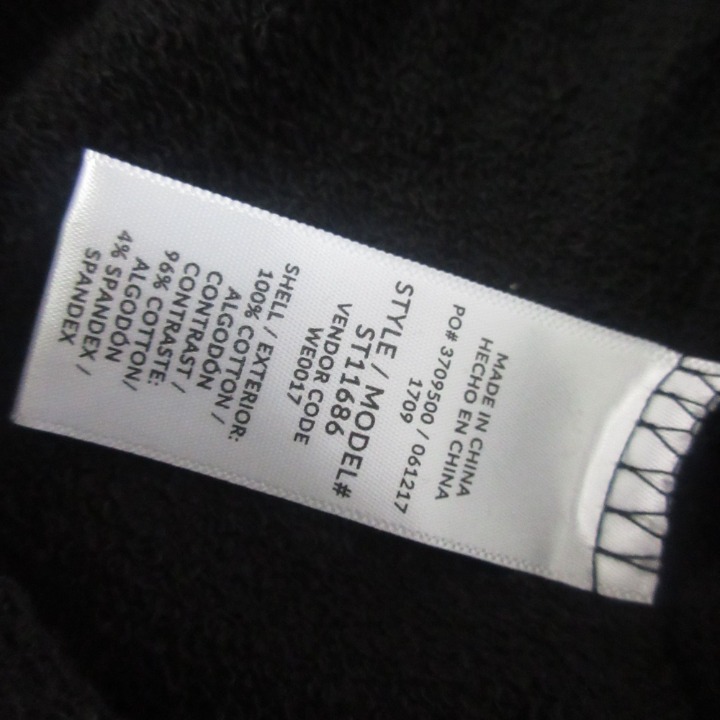 MADE IN CHINA
HECHO EN CHINA
PO# 3709500 / 061217
1709
STYLE / MODEL#
ST11686
VENDOR CODE
WE0017
SHELL / EXTERIOR:
100% COTTON /
ALGODÓN
CONTRAST /
CONTRASTE:
96% COTTON/
ALGODÓN
4% SPANDEX /
SPANDEX